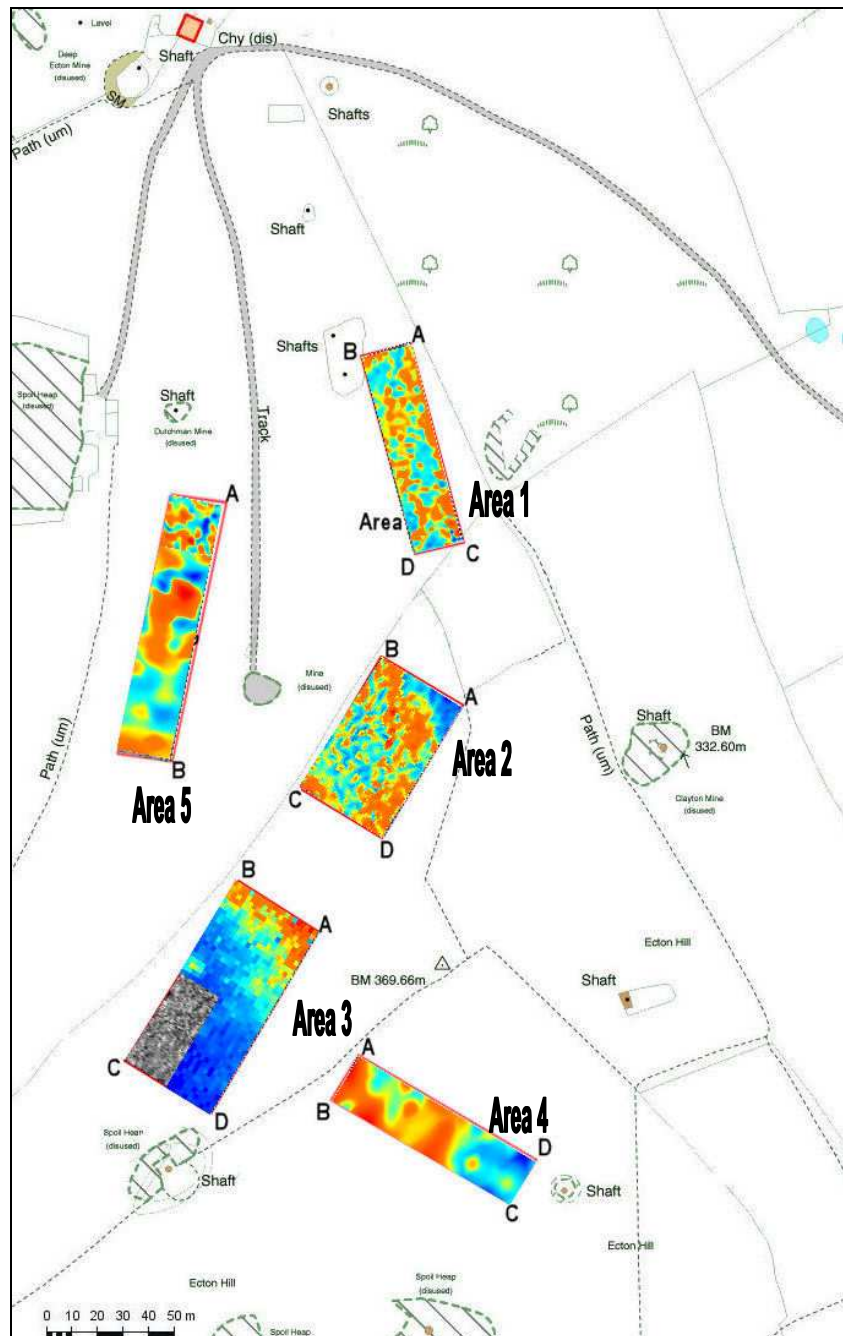 Level
Chy (dis)
Deep
Ecton Mine
(disused)
Shaft
SM
Path (um)
Shafts
Shaft
Shafts
B
A
Spoil Heap
(disused)
Shaft
Dutchman Mine
(disused)
Track
Area 1
Area
D
C
A
B
Area 5
Path (um)
Mine
(disused)
B
A
Area 2
C
D
Path (um)
Shaft
BM
332.60m
Clayton Mine
(disused)
B
A
Area 3
C
D
BM 369.66m
Ecton Hill
Shaft
A
B
Area 4
D
C
Spoil Heap
(disused)
Shaft
Shaft
Ecton Hill
Ecton Hill
Spoil Heap
(disused)
Spoil Heap
0 10 20 30 40 50 m